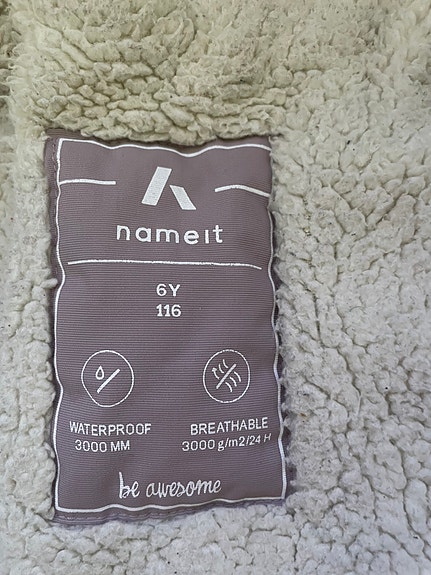 nameit
6Y
116
WATERPROOF
3000 MM
BREATHABLE
3000 g/m2/24 H
be awesome